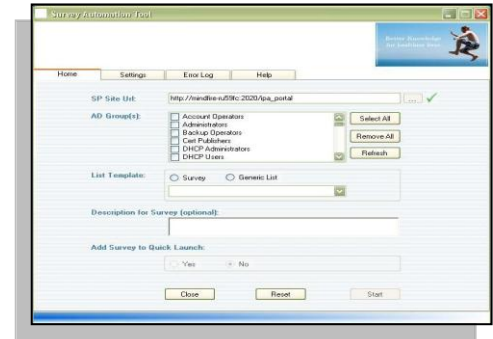 Survey Automation Tool
Better Knowledge
Home Settings Error Log Help
SP Site Url: http://mindfire-ru59fc:2020/ipa_portal ...
AD Group(s): Account Operators Select All
Administrators
Backup Operators Remove All
Cert Publishers
DHCP Administrators Refresh
DHCP Users
List Template: Survey Generic List
Description for Survey (optional):
Add Survey to Quick Launch:
Yes No
Close Reset Start